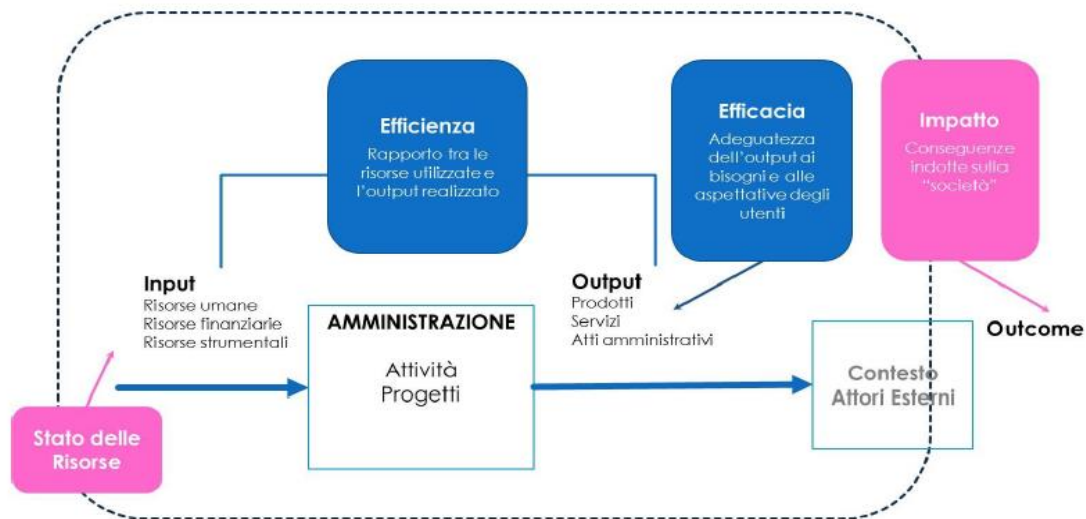 Efficienza
Rapporto tra le
risorse utilizzate e
l'output realizzato
Efficacia
Adeguatezza
dell'output ai
bisogni e alle
aspettative degli
utenti
Impatto
Conseguenze
indotte sulla
"società"
Input
Risorse umane
Risorse finanziarie
Risorse strumentali
AMMINISTRAZIONE
Attività
Progetti
Output
Prodotti
Servizi
Atti amministrativi
Outcome
Contesto
Attori Esterni
Stato delle
Risorse